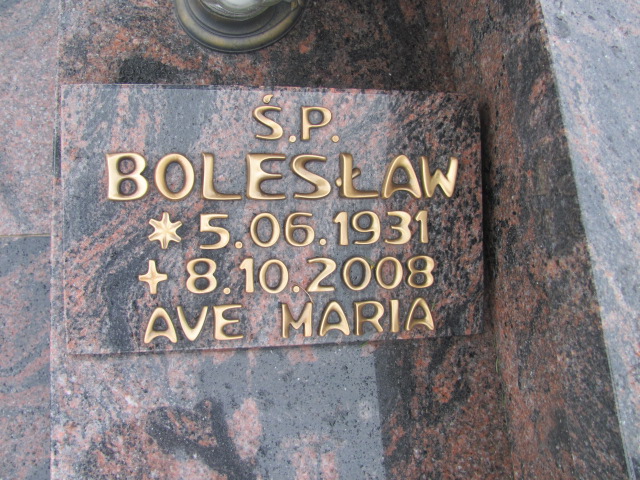 Ś.P.
BOLESŁAW
* 5.06.1931
+ 8.10.2008
AVE MARIA